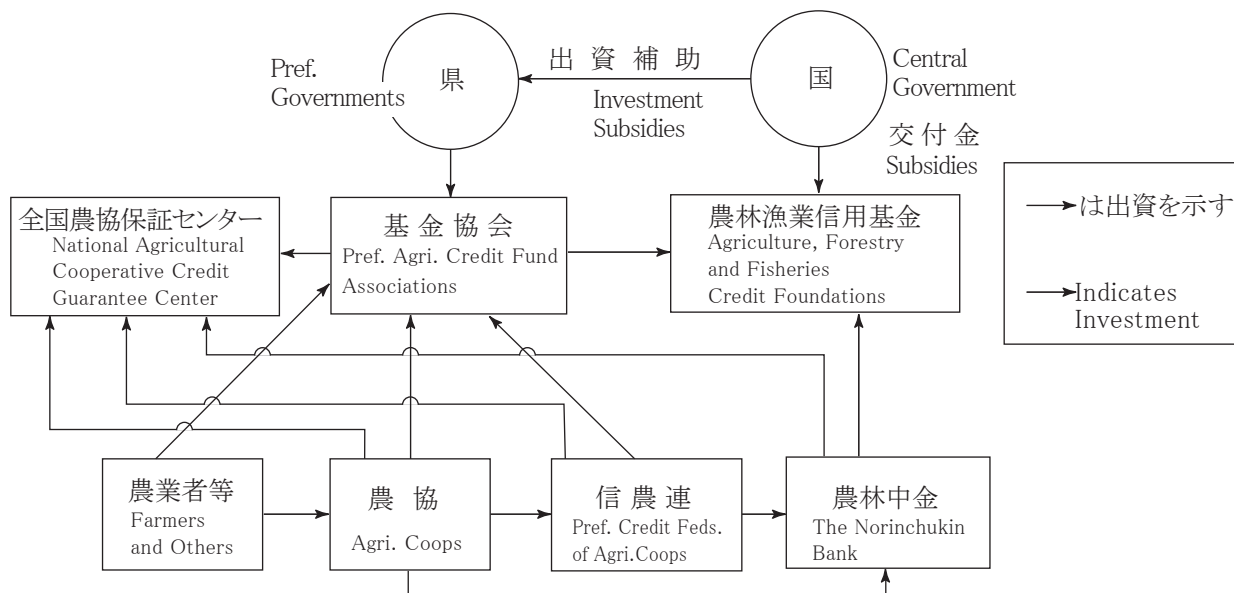 Pref.
Governments
県
出資補助
Investment
Subsidies
国
Central
Government
交付金
Subsidies
全国農協保証センター
National Agricultural
Cooperative Credit
Guarantee Center
基金協会
Pref. Agri. Credit Fund
Associations
農林漁業信用基金
Agriculture, Forestry
and Fisheries
Credit Foundations
は出資を示す
Indicates
Investment
農業者等
Farmers
and Others
農協
Agri. Coops
信農連
Pref. Credit Feds.
of Agri.Coops
農林中金
The Norinchukin
Bank